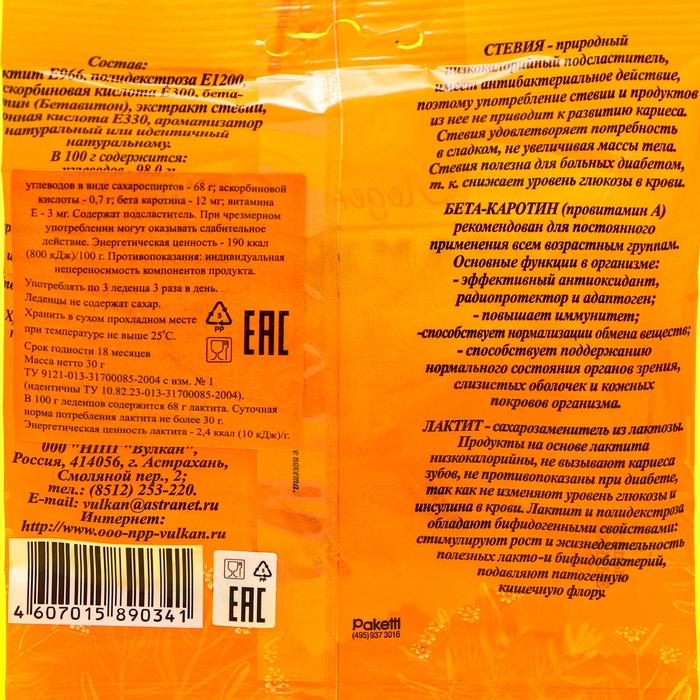 Состав:
ктит Е966, полидекстроза Е1200,
скорбиновая кислота Е300, бета-
тин (Бетавитон), экстракт стевии,
нная кислота Е330, ароматизатор
натуральный или идентичный
натуральному.
В 100 г содержится:
углеводов - 98,0 г,
углеводов в виде сахароспиртов - 68 г; аскорбиновой
кислоты - 0,7 г; бета каротина - 12 мг; витамина
Е - 3 мг. Содержат подсластитель. При чрезмерном
употреблении могут оказывать слабительное
действие. Энергетическая ценность - 190 ккал
(800 кДж)/100 г. Противопоказания: индивидуальная
непереносимость компонентов продукта.
Употреблять по 3 леденца 3 раза в день.
Леденцы не содержат сахар.
Хранить в сухом прохладном месте
при температуре не выше 25°С.
Срок годности 18 месяцев
Масса нетто 30 г
ТУ 9121-013-31700085-2004 с изм. № 1
(идентичны ТУ 10.82.23-013-31700085-2004).
В 100 г леденцов содержится 68 г лактита. Суточная
норма потребления лактита не более 30 г.
Энергетическая ценность лактита - 2,4 ккал (10 кДж)/г.
5
PP
EAC
ООО "НПП "Вулкан",
Россия, 414056, г. Астрахань,
Смоляной пер., 2;
тел.: (8512) 253-220.
E-mail: vulkan@astranet.ru
Интернет:
http://www.ooo-npp-vulkan.ru
4 607015 890341
5
PP
EAC
е пакета.
Paketti
(495) 937 3016
СТЕВИЯ - природный
низкокалорийный подсластитель,
имеет антибактериальное действие,
поэтому употребление стевии и продуктов
из нее не приводит к развитию кариеса.
Стевия удовлетворяет потребность
в сладком, не увеличивая массы тела.
Стевия полезна для больных диабетом,
т. к. снижает уровень глюкозы в крови.
БЕТА-КАРОТИН (провитамин А)
рекомендован для постоянного
применения всем возрастным группам.
Основные функции в организме:
- эффективный антиоксидант,
радиопротектор и адаптоген;
- повышает иммунитет;
-способствует нормализации обмена веществ;
- способствует поддержанию
нормального состояния органов зрения,
слизистых оболочек и кожных
покровов организма.
ЛАКТИТ - сахарозаменитель из лактозы.
Продукты на основе лактита
низкокалорийны, не вызывают кариеса
зубов, не противопоказаны при диабете,
так как не изменяют уровень глюкозы и
инсулина в крови. Лактит и полидекстроза
обладают бифидогенными свойствами:
стимулируют рост и жизнедеятельность
полезных лакто-и бифидобактерий,
подавляют патогенную
кишечную флору.